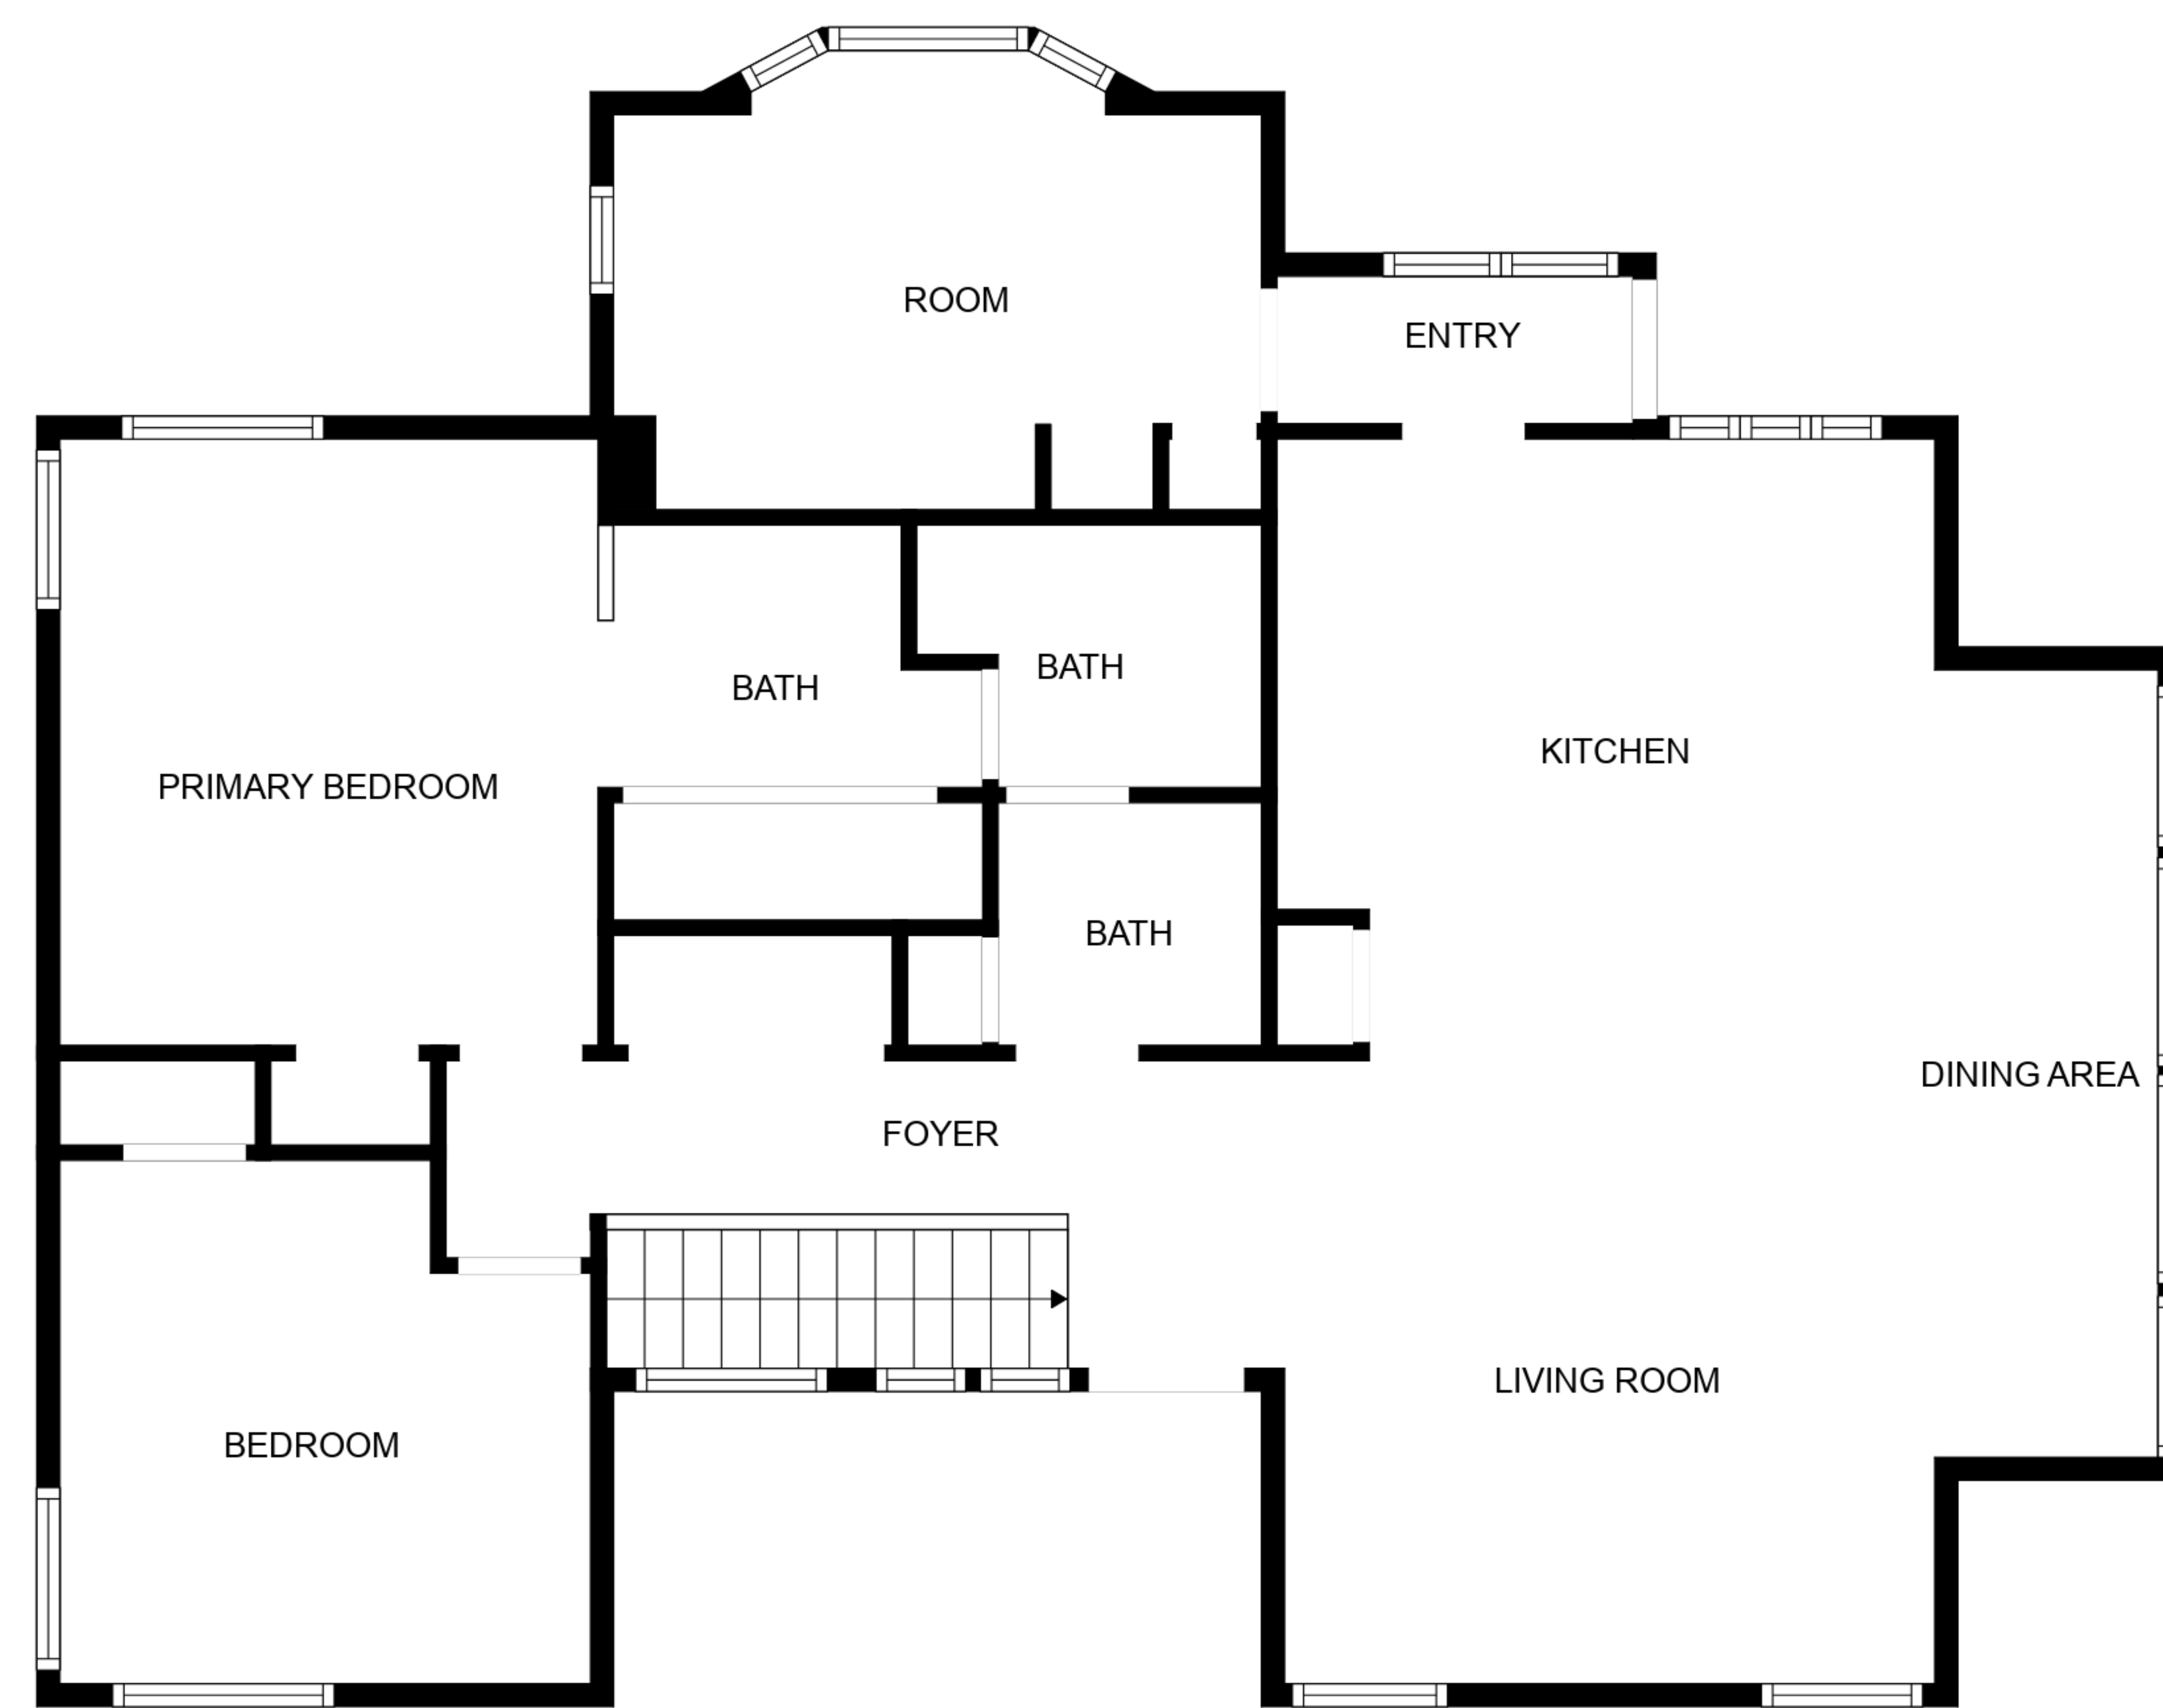 ROOM
ENTRY
BATH
BATH
KITCHEN
PRIMARY BEDROOM
BATH
DINING AREA
FOYER
LIVING ROOM
BEDROOM